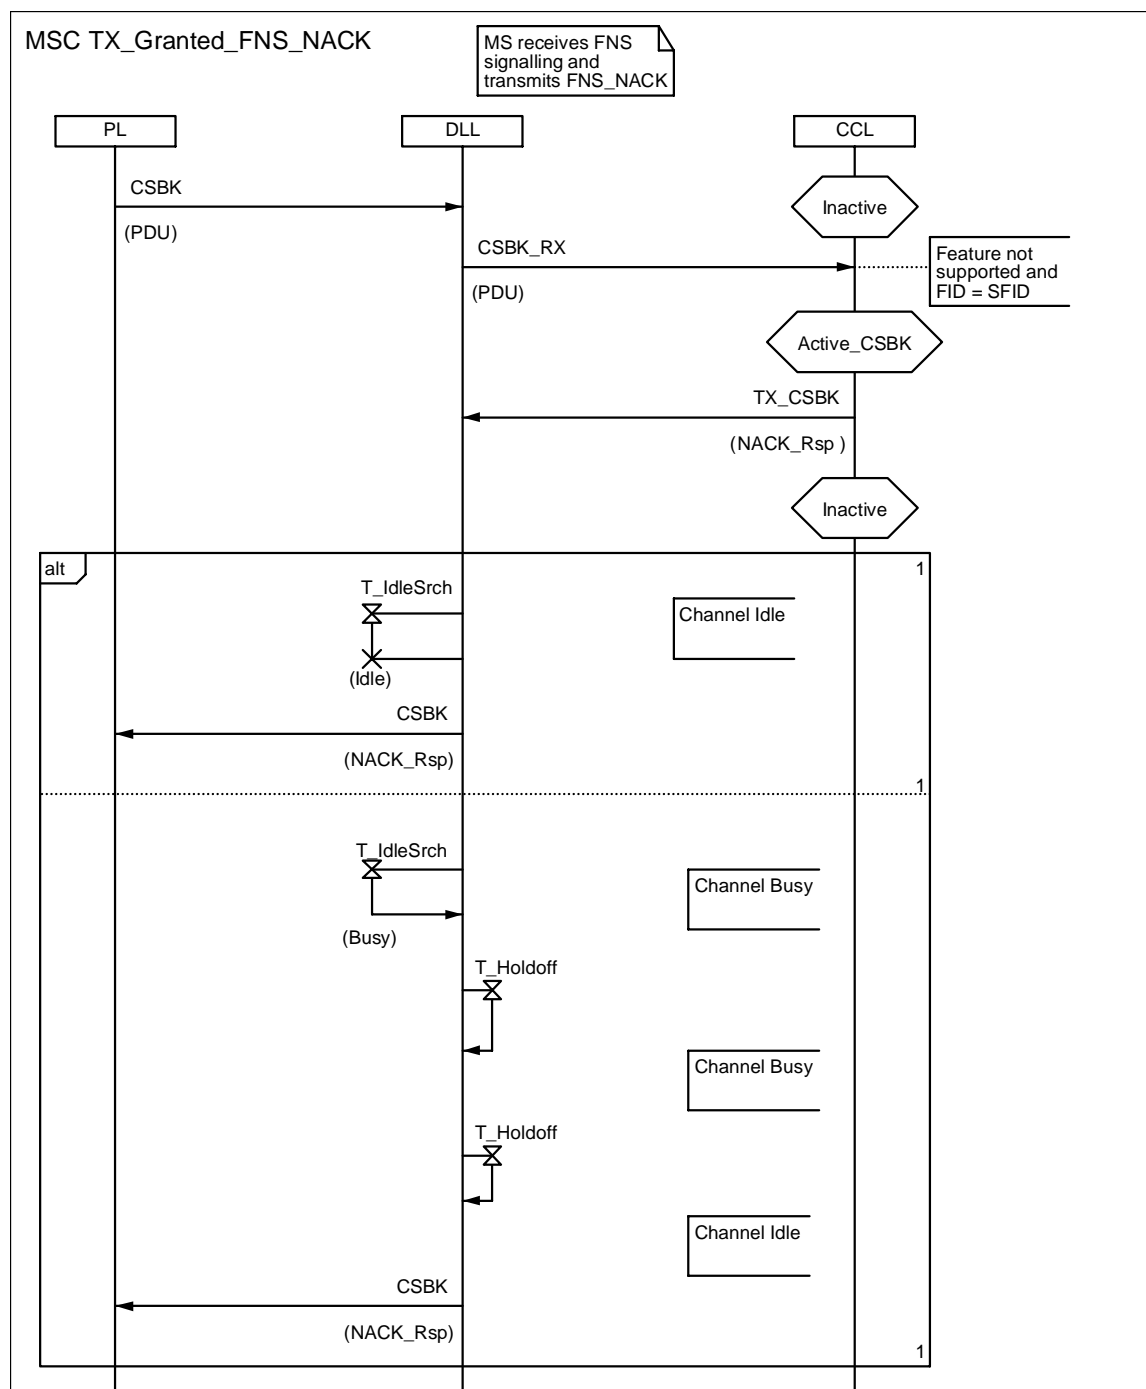 MSC TX_Granted_FNS_NACK
MS receives FNS
signalling and
transmits FNS_NACK
PL
DLL
CCL
CSBK
(PDU)
Inactive
CSBK_RX
(PDU)
Feature not
supported and
FID = SFID
Active_CSBK
TX_CSBK
(NACK_Rsp )
Inactive
alt
1
T_IdleSrch
(Idle)
Channel Idle
CSBK
(NACK_Rsp)
1
T_IdleSrch
(Busy)
Channel Busy
T_Holdoff
Channel Busy
T_Holdoff
Channel Idle
CSBK
(NACK_Rsp)
1